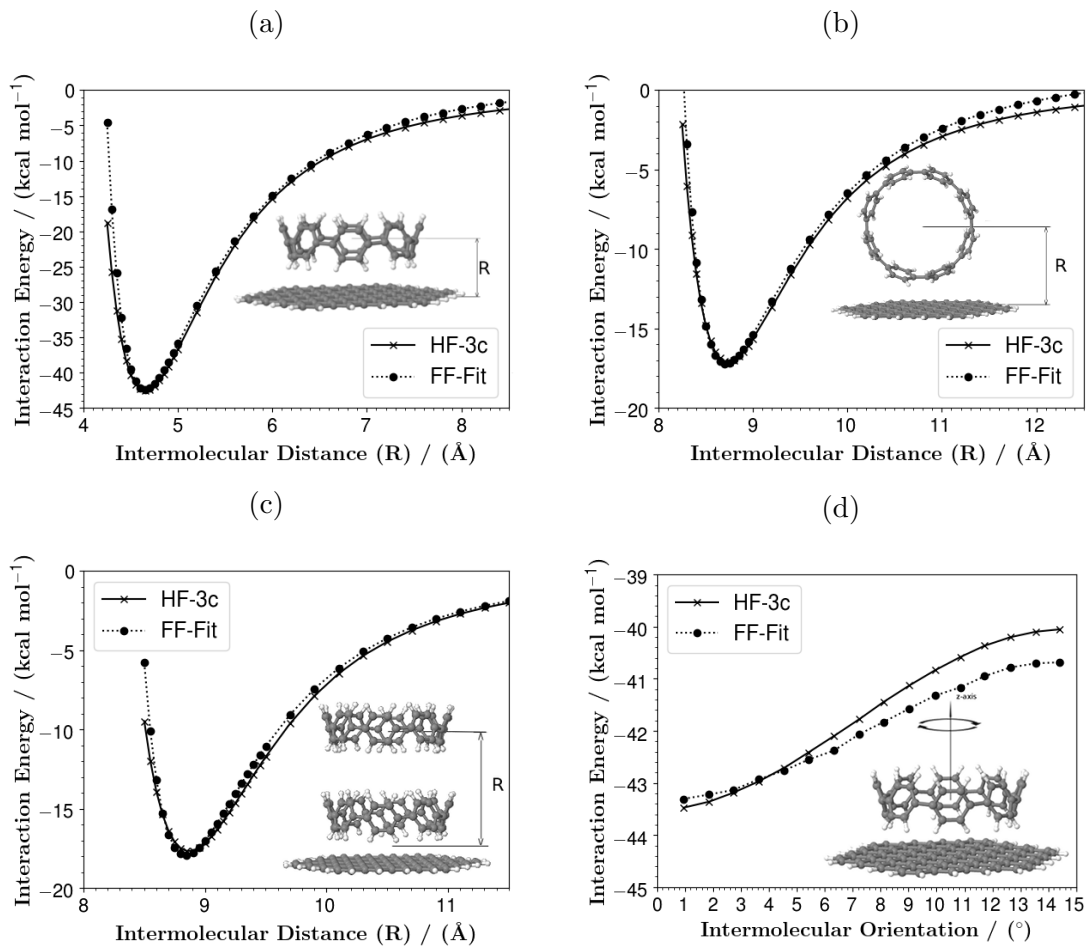 (a)
0
−5
−10
−15
−20
−25
−30
−35
−40
−45
4 5 6 7 8
Interaction Energy / (kcal mol⁻¹)
Intermolecular Distance (R) / (Å)
R
HF-3c
FF-Fit
(b)
0
−5
−10
−15
−20
8 9 10 11 12
Interaction Energy / (kcal mol⁻¹)
Intermolecular Distance (R) / (Å)
R
HF-3c
FF-Fit
(c)
0
−5
−10
−15
−20
8 9 10 11
Interaction Energy / (kcal mol⁻¹)
Intermolecular Distance (R) / (Å)
HF-3c
FF-Fit
R
(d)
−39
−40
−41
−42
−43
−44
−45
0 1 2 3 4 5 6 7 8 9 10 11 12 13 14 15
Interaction Energy / (kcal mol⁻¹)
Intermolecular Orientation / (°)
HF-3c
FF-Fit
z-axis